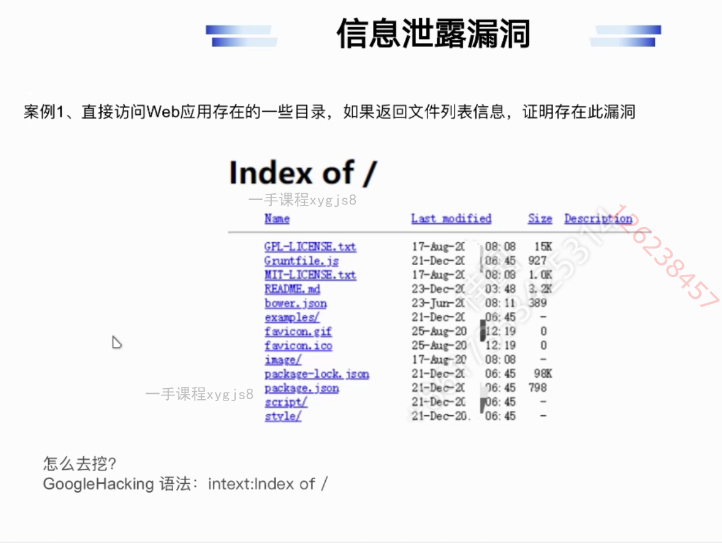 信息泄露漏洞
案例1、直接访问Web应用存在的一些目录，如果返回文件列表信息，证明存在此漏洞
Index of /
一手课程xygjs8
Name Last modified Size Description
GPL-LICENSE.txt 17-Aug-20 08:08 15K
Gruntfile.js 21-Dec-20 06:45 927
MIT-LICENSE.txt 17-Aug-20 08:08 1.0K
README.md 23-Dec-20 03:48 3.2K
bower.json 23-Jun-20 08:11 389
examples/ 21-Dec-20 06:45 -
favicon.gif 25-Aug-20 12:19 0
favicon.ico 25-Aug-20 12:19 0
image/ 17-Aug-20 08:08 -
package-lock.json 21-Dec-20 06:45 98K
package.json 21-Dec-20 06:45 798
script/ 21-Dec-20 06:45 -
style/ 21-Dec-20. 06:45 -
一手课程xygjs8
126238457
怎么去挖？
GoogleHacking 语法：intext:Index of /